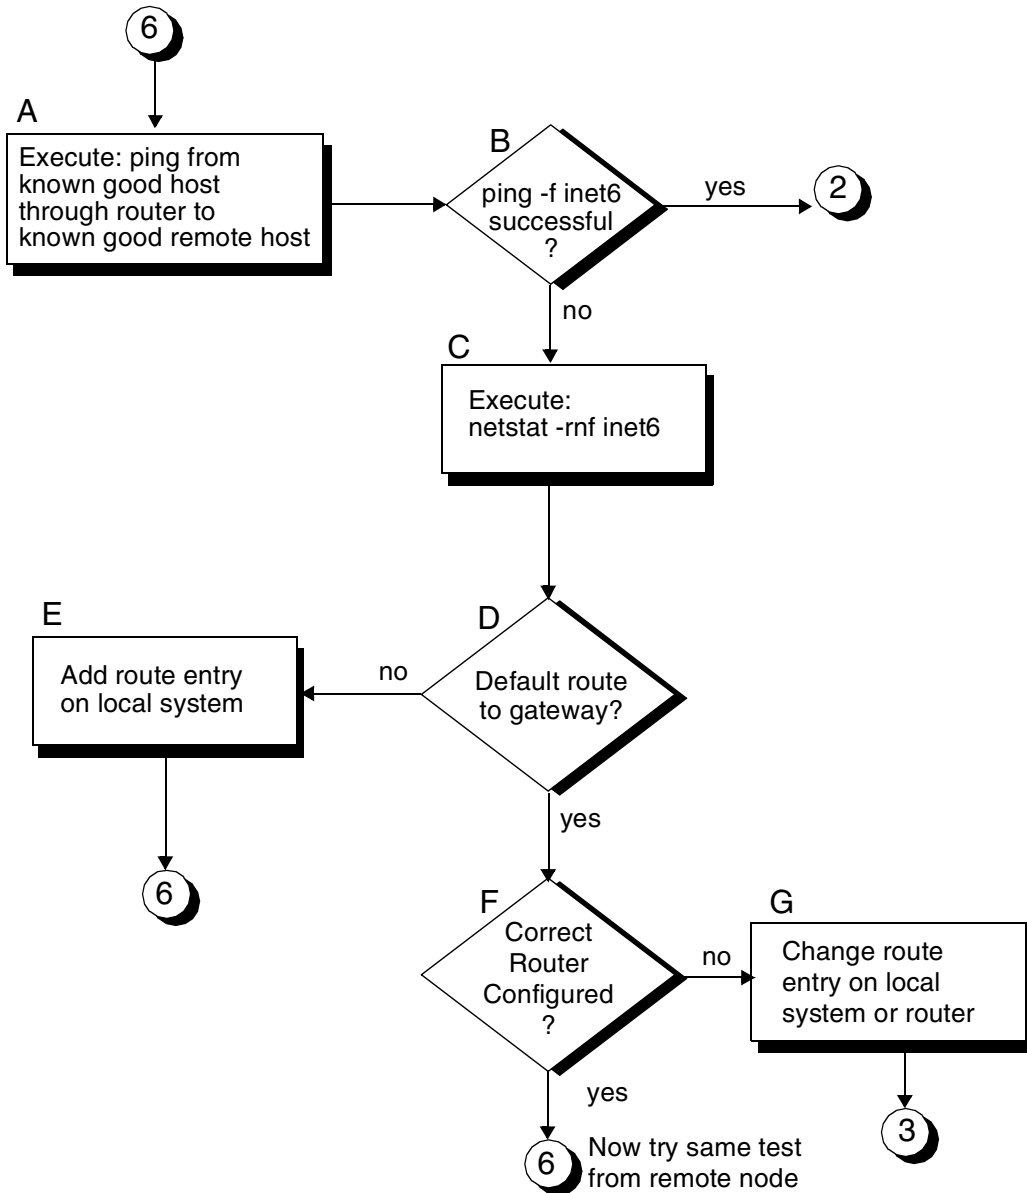 6
A
Execute: ping from
known good host
through router to
known good remote host
B
ping -f inet6
successful
?
yes
2
no
C
Execute:
netstat -rnf inet6
D
Default route
to gateway?
no
E
Add route entry
on local system
6
yes
F
Correct
Router
Configured
?
no
G
Change route
entry on local
system or router
3
yes
6
Now try same test
from remote node